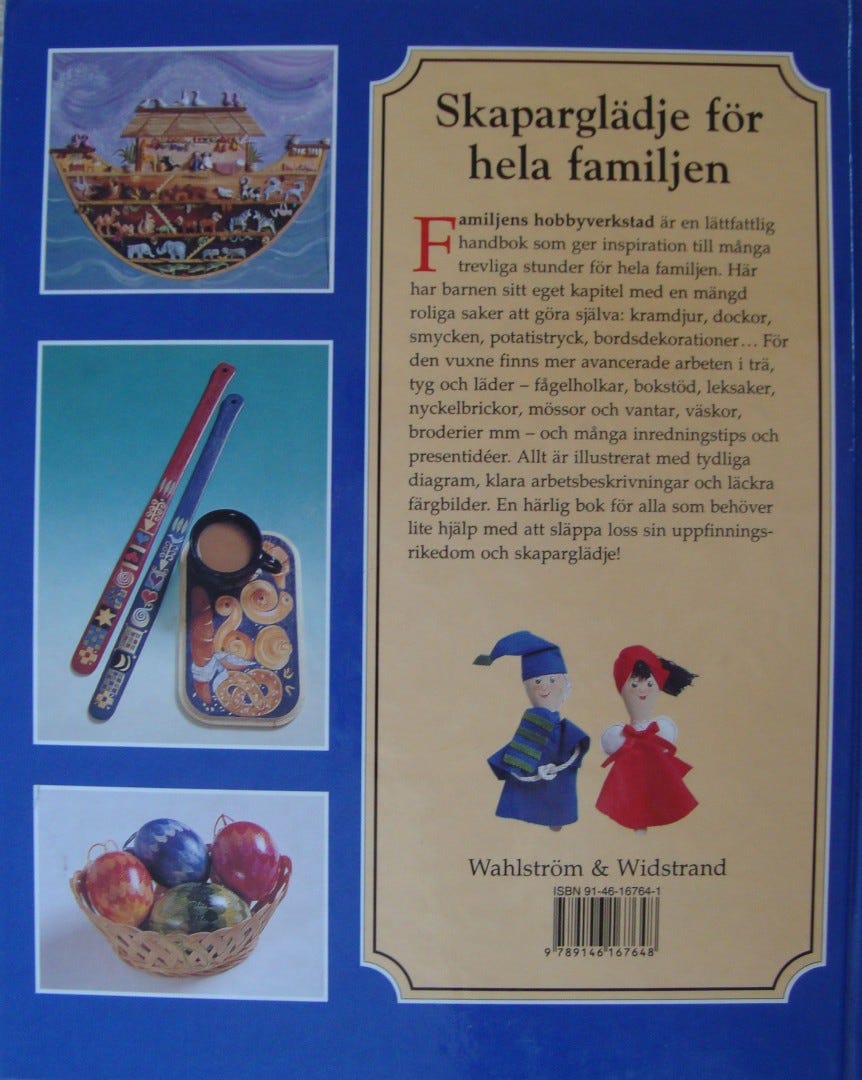 Skaparglädje för
hela familjen
Familjens hobbyverkstad är en lättfattlig
handbok som ger inspiration till många
trevliga stunder för hela familjen. Här
har barnen sitt eget kapitel med en mängd
roliga saker att göra själva: kramdjur, dockor,
smycken, potatistryck, bordsdekorationer… För
den vuxne finns mer avancerade arbeten i trä,
tyg och läder – fågelholkar, bokstöd, leksaker,
nyckelbrickor, mössor och vantar, väskor,
broderier mm – och många inredningstips och
presentidéer. Allt är illustrerat med tydliga
diagram, klara arbetsbeskrivningar och läckra
färgbilder. En härlig bok för alla som behöver
lite hjälp med att släppa loss sin uppfinnings-
rikedom och skaparglädje!
Wahlström & Widstrand
ISBN 91-46-16764-1
9 789146 167648